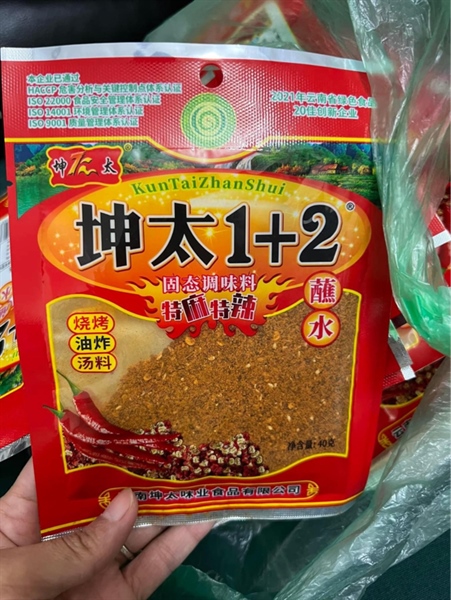 本企业已通过
HACCP 危害分析与关键控制点体系认证
ISO 22000 食品安全管理体系认证
ISO 14001 环境管理体系认证
ISO 9001 质量管理体系认证
2021年云南省绿色食品
20佳创新企业
坤太
KunTaiZhanShui
坤太1+2®
固态调味料
特麻特辣
蘸水
烧烤
油炸
汤料
净含量:40克
南坤太味业食品有限公司